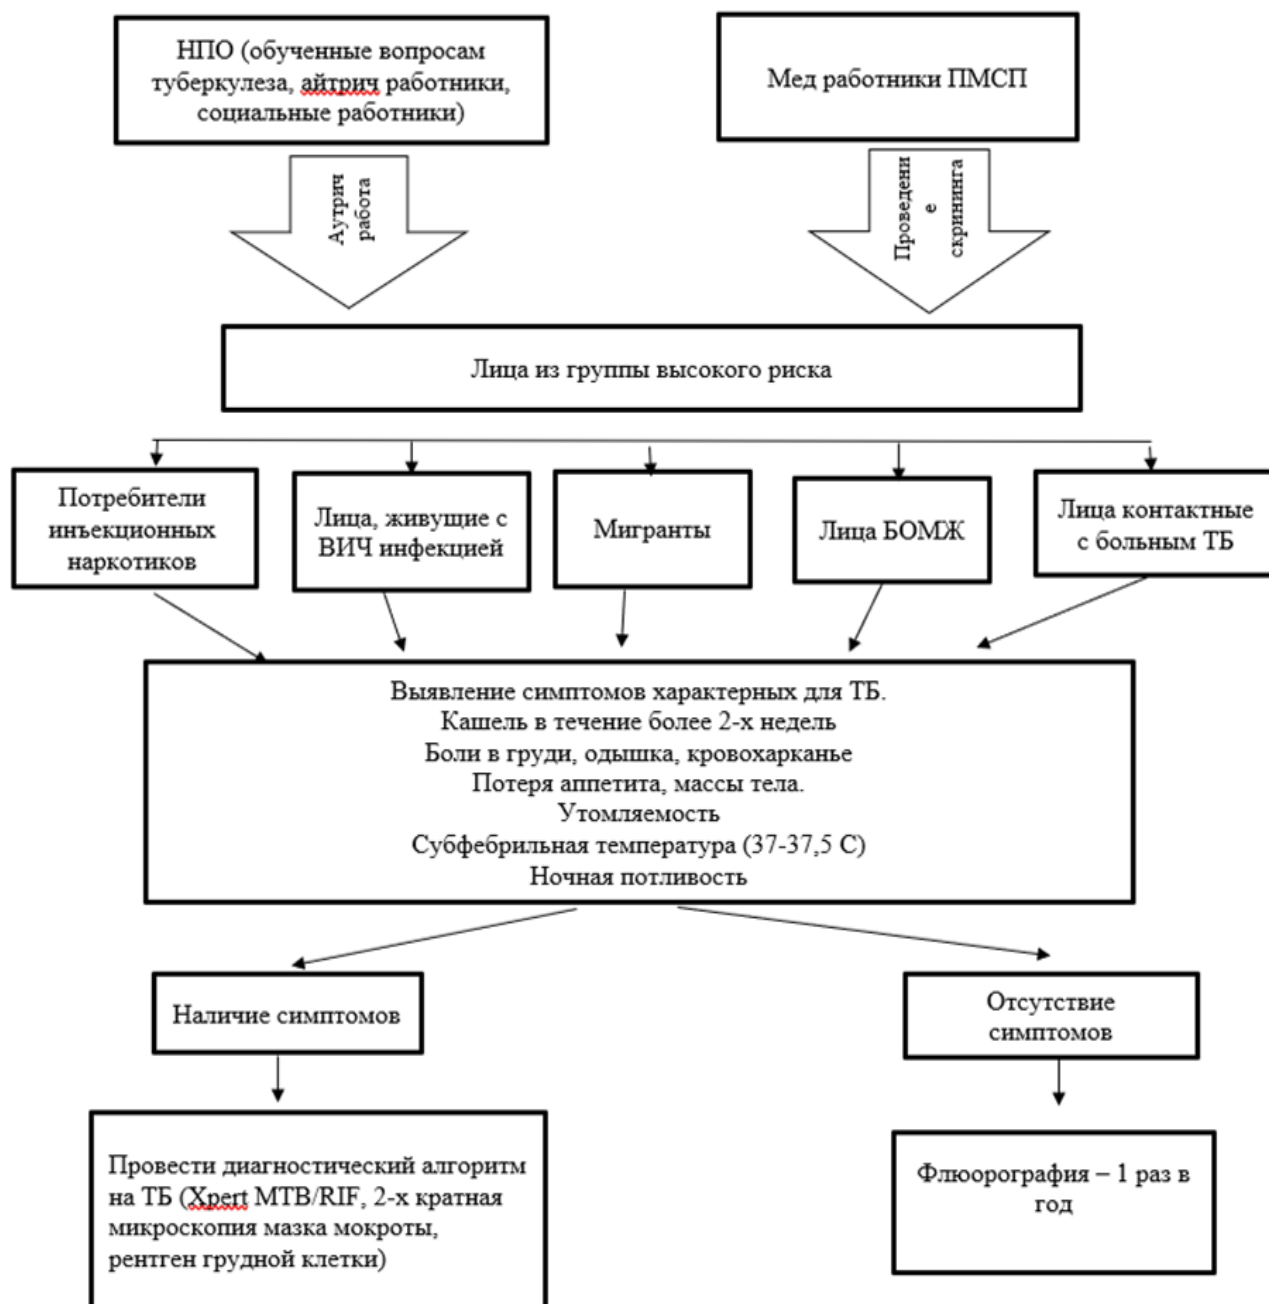 НПО (обученные вопросам
туберкулеза, айтрич работники,
социальные работники)
Мед работники ПМСП
Аутрич
работа
Проведени
е
скрининга
Лица из группы высокого риска
Потребители
инъекционных
наркотиков
Лица, живущие с
ВИЧ инфекцией
Мигранты
Лица БОМЖ
Лица контактные
с больным ТБ
Выявление симптомов характерных для ТБ.
Кашель в течение более 2-х недель
Боли в груди, одышка, кровохарканье
Потеря аппетита, массы тела.
Утомляемость
Субфебрильная температура (37-37,5 С)
Ночная потливость
Наличие симптомов
Отсутствие
симптомов
Провести диагностический алгоритм
на ТБ (Xpert MTB/RIF, 2-х кратная
микроскопия мазка мокроты,
рентген грудной клетки)
Флюорография – 1 раз в
год